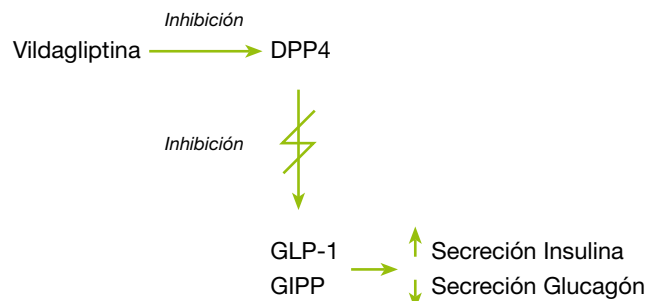 Inhibición
Vildagliptina DPP4
Inhibición
GLP-1 Secreción Insulina
GIPP Secreción Glucagón